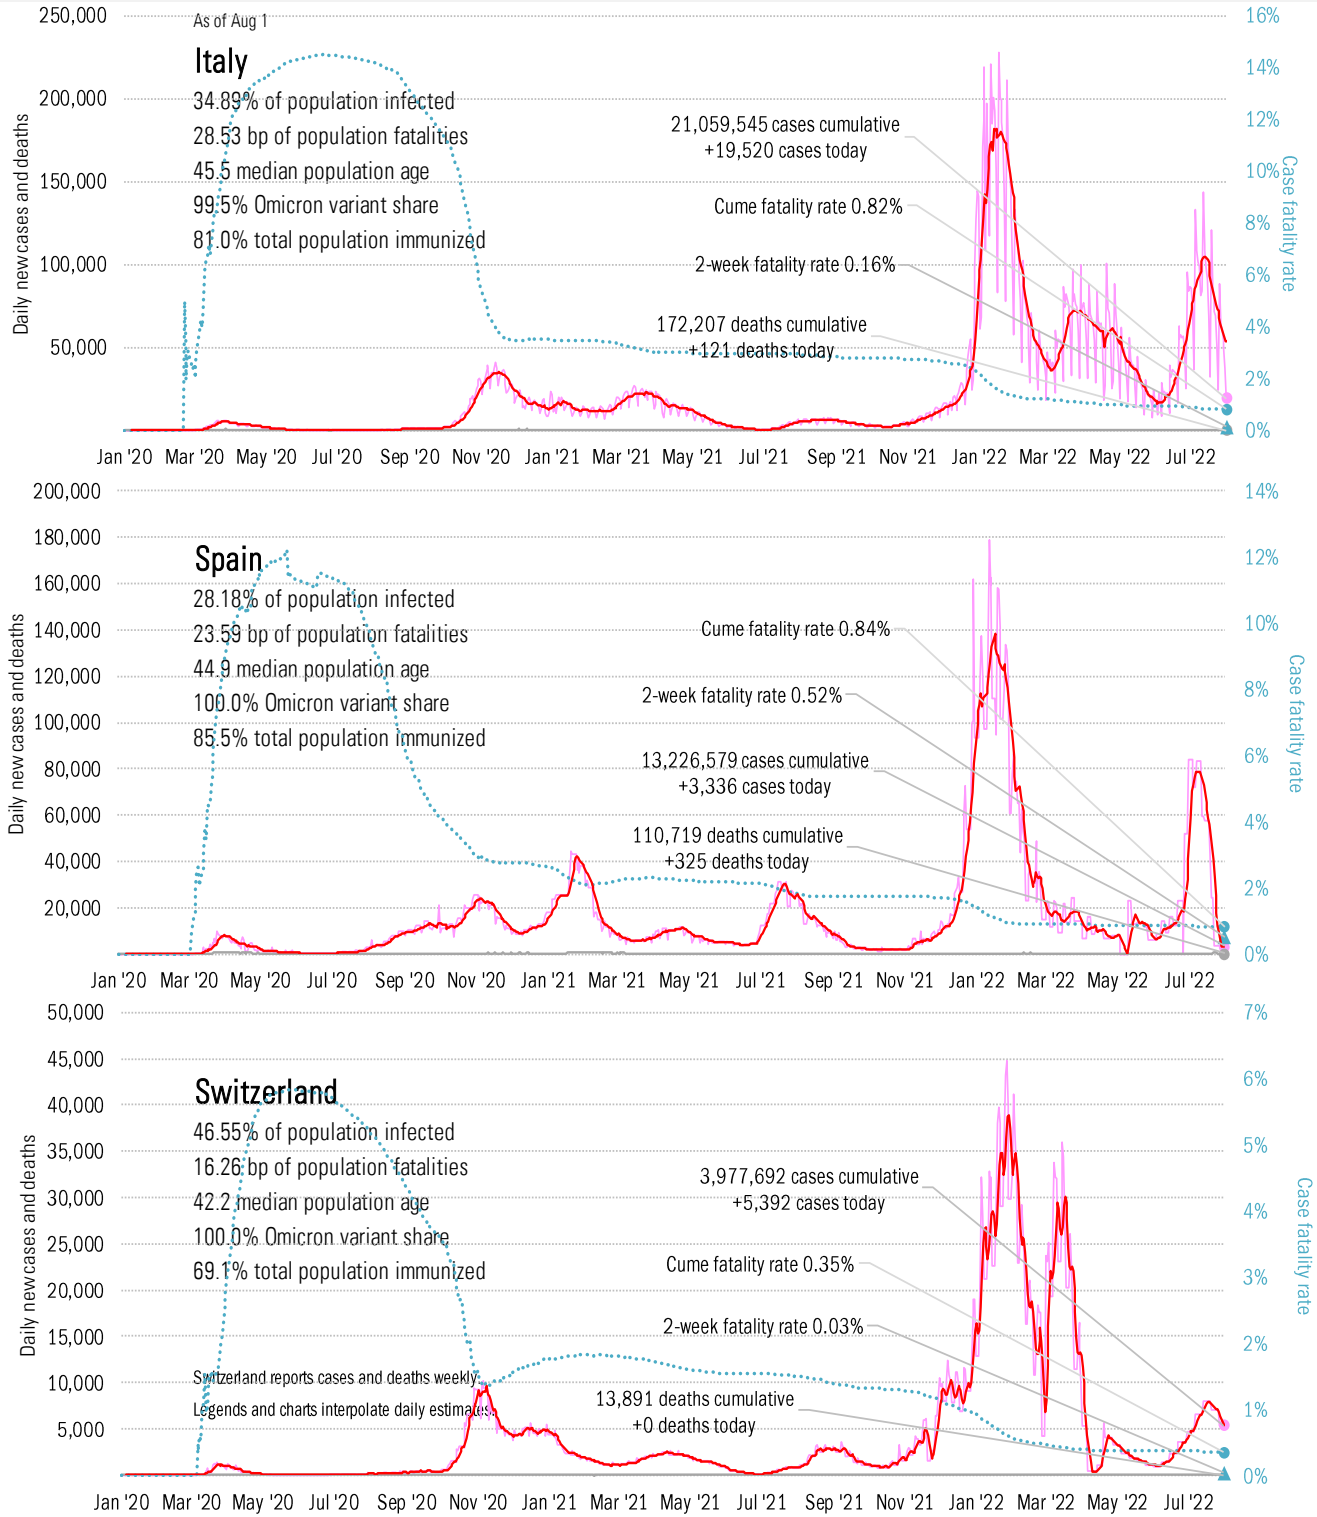 As of Aug 1
Italy
34.89% of population infected
28.53 bp of population fatalities
45.5 median population age
99.5% Omicron variant share
81.0% total population immunized
Daily new cases and deaths
250,000
200,000
150,000
100,000
50,000
21,059,545 cases cumulative
+19,520 cases today
Cume fatality rate 0.82%
2-week fatality rate 0.16%
172,207 deaths cumulative
+121 deaths today
16%
14%
12%
10%
8%
6%
4%
2%
0%
Case fatality rate
Jan '20 Mar '20 May '20 Jul '20 Sep '20 Nov '20 Jan '21 Mar '21 May '21 Jul '21 Sep '21 Nov '21 Jan '22 Mar '22 May '22 Jul '22
Spain
28.18% of population infected
23.59 bp of population fatalities
44.9 median population age
100.0% Omicron variant share
85.5% total population immunized
Daily new cases and deaths
200,000
180,000
160,000
140,000
120,000
100,000
80,000
60,000
40,000
20,000
Cume fatality rate 0.84%
2-week fatality rate 0.52%
13,226,579 cases cumulative
+3,336 cases today
110,719 deaths cumulative
+325 deaths today
14%
12%
10%
8%
6%
4%
2%
0%
Case fatality rate
Jan '20 Mar '20 May '20 Jul '20 Sep '20 Nov '20 Jan '21 Mar '21 May '21 Jul '21 Sep '21 Nov '21 Jan '22 Mar '22 May '22 Jul '22
Switzerland
46.55% of population infected
16.26 bp of population fatalities
42.2 median population age
100.0% Omicron variant share
69.1% total population immunized
Switzerland reports cases and deaths weekly.
Legends and charts interpolate daily estimates.
Daily new cases and deaths
50,000
45,000
40,000
35,000
30,000
25,000
20,000
15,000
10,000
5,000
3,977,692 cases cumulative
+5,392 cases today
Cume fatality rate 0.35%
2-week fatality rate 0.03%
13,891 deaths cumulative
+0 deaths today
7%
6%
5%
4%
3%
2%
1%
0%
Case fatality rate
Jan '20 Mar '20 May '20 Jul '20 Sep '20 Nov '20 Jan '21 Mar '21 May '21 Jul '21 Sep '21 Nov '21 Jan '22 Mar '22 May '22 Jul '22